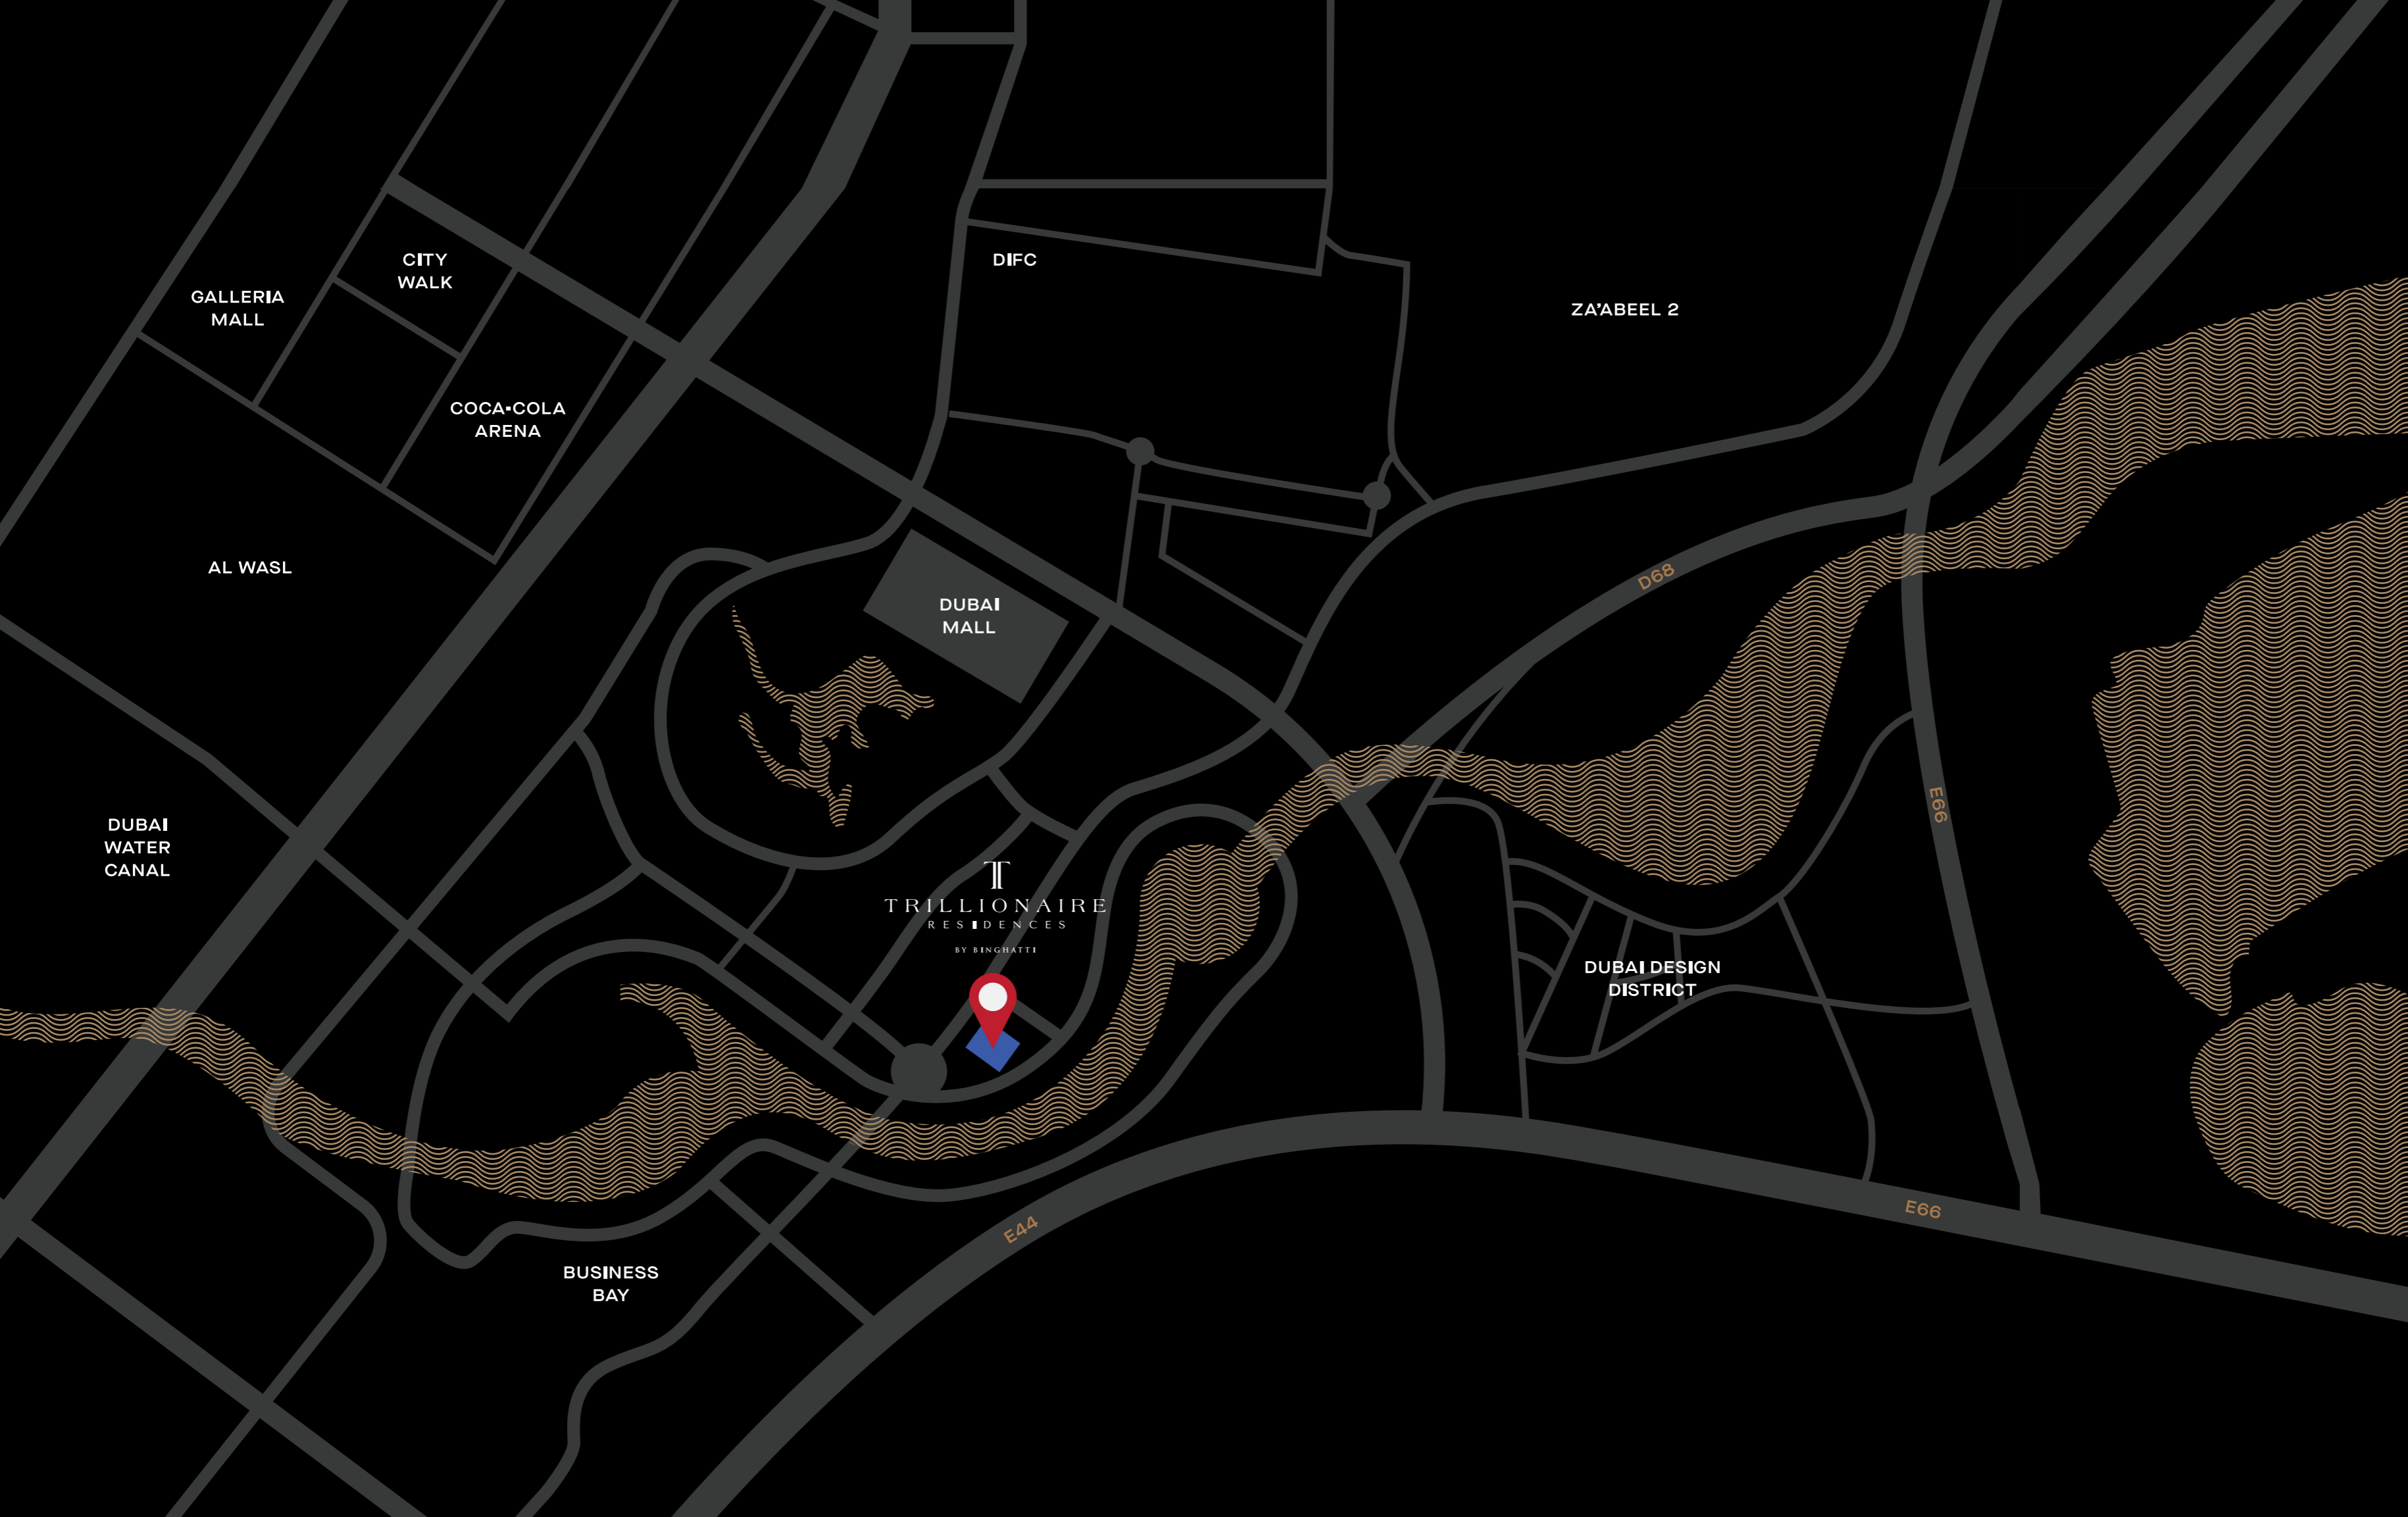 CITY
WALK
DIFC
GALLERIA
MALL
ZA'ABEEL 2
COCA-COLA
ARENA
AL WASL
D68
DUBAI
MALL
E66
DUBAI
WATER
CANAL
T
TRILLIONAIRE
RESIDENCES
BY BINGHATTI
DUBAI DESIGN
DISTRICT
E66
E44
BUSINESS
BAY